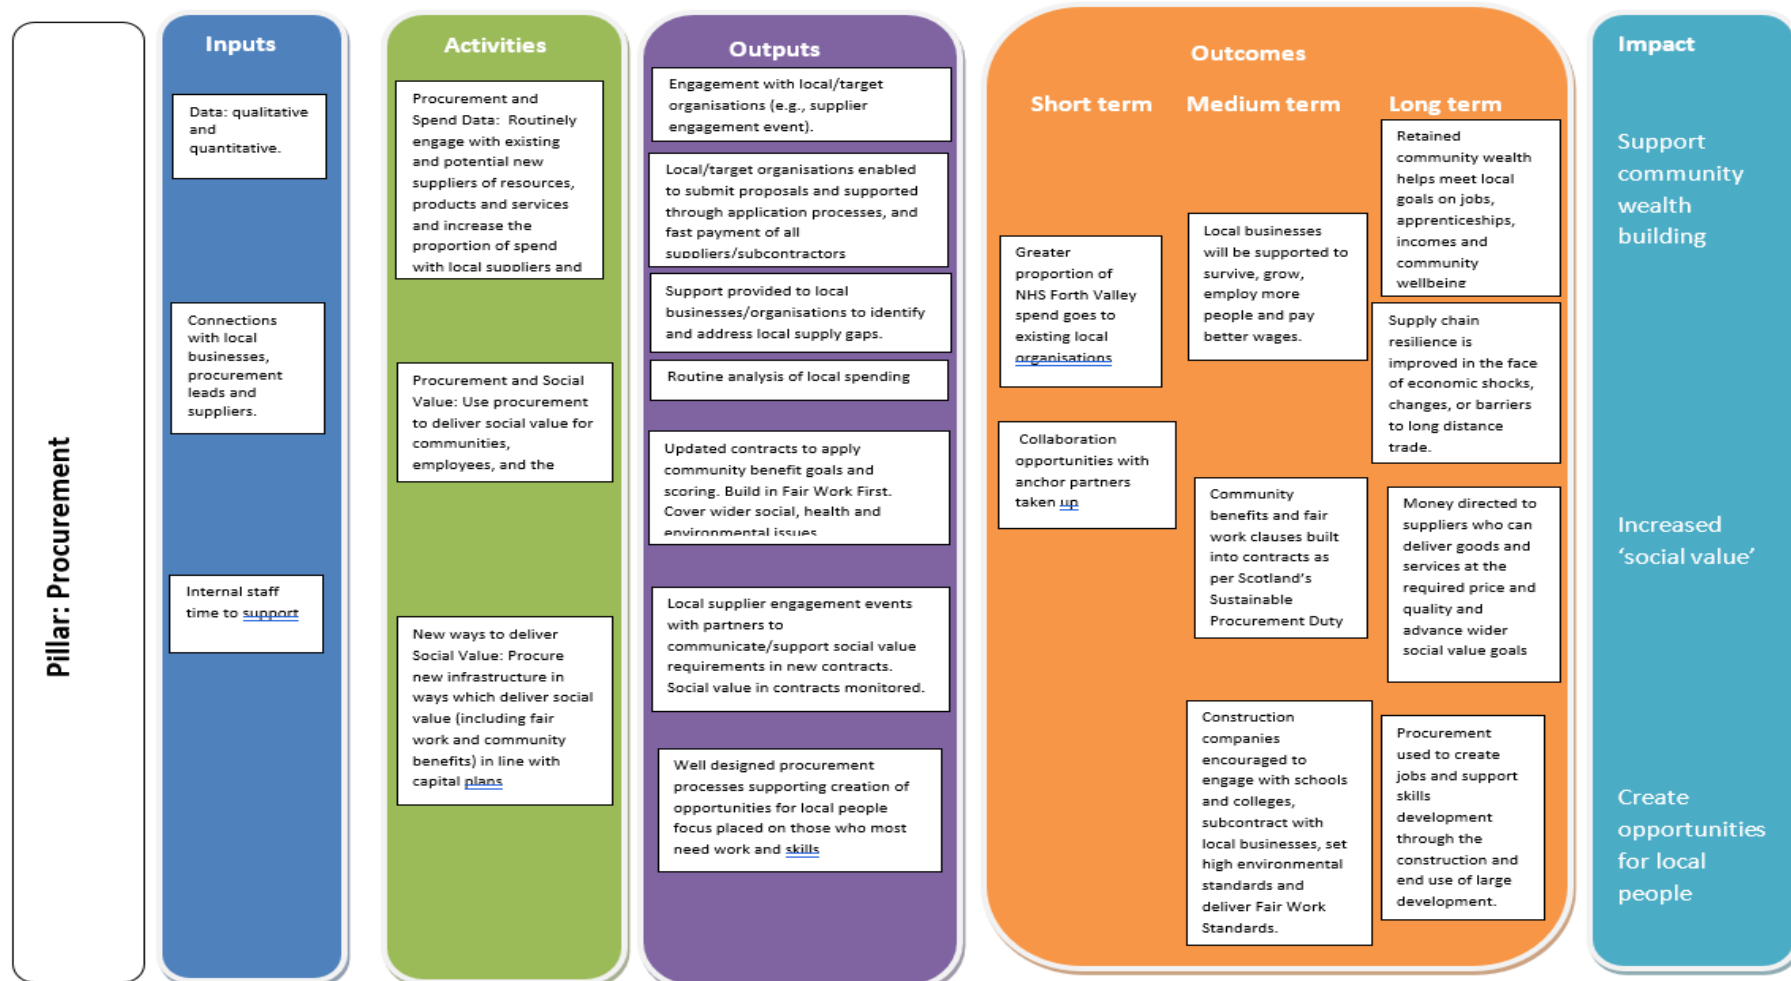 Pillar: Procurement
Inputs
Data: qualitative
and
quantitative.
Connections
with local
businesses,
procurement
leads and
suppliers.
Internal staff
time to support
Activities
Procurement and
Spend Data: Routinely
engage with existing
and potential new
suppliers of resources,
products and services
and increase the
proportion of spend
with local suppliers and
Procurement and Social
Value: Use procurement
to deliver social value for
communities,
employees, and the
New ways to deliver
Social Value: Procure
new infrastructure in
ways which deliver social
value (including fair
work and community
benefits) in line with
capital plans
Outputs
Engagement with local/target
organisations (e.g., supplier
engagement event).
Local/target organisations enabled
to submit proposals and supported
through application processes, and
fast payment of all
suppliers/subcontractors
Support provided to local
businesses/organisations to identify
and address local supply gaps.
Routine analysis of local spending
Updated contracts to apply
community benefit goals and
scoring. Build in Fair Work First.
Cover wider social, health and
environmental issues
Local supplier engagement events
with partners to
communicate/support social value
requirements in new contracts.
Social value in contracts monitored.
Well designed procurement
processes supporting creation of
opportunities for local people
focus placed on those who most
need work and skills
Outcomes
Short term
Greater
proportion of
NHS Forth Valley
spend goes to
existing local
organisations
Collaboration
opportunities with
anchor partners
taken up
Medium term
Local businesses
will be supported to
survive, grow,
employ more
people and pay
better wages.
Community
benefits and fair
work clauses built
into contracts as
per Scotland's
Sustainable
Procurement Duty
Construction
companies
encouraged to
engage with schools
and colleges,
subcontract with
local businesses, set
high environmental
standards and
deliver Fair Work
Standards.
Long term
Retained
community wealth
helps meet local
goals on jobs,
apprenticeships,
incomes and
community
wellbeing
Supply chain
resilience is
improved in the face
of economic shocks,
changes, or barriers
to long distance
trade.
Money directed to
suppliers who can
deliver goods and
services at the
required price and
quality and
advance wider
social value goals
Procurement
used to create
jobs and support
skills
development
through the
construction and
end use of large
development.
Impact
Support
community
wealth
building
Increased
‘social value’
Create
opportunities
for local
people